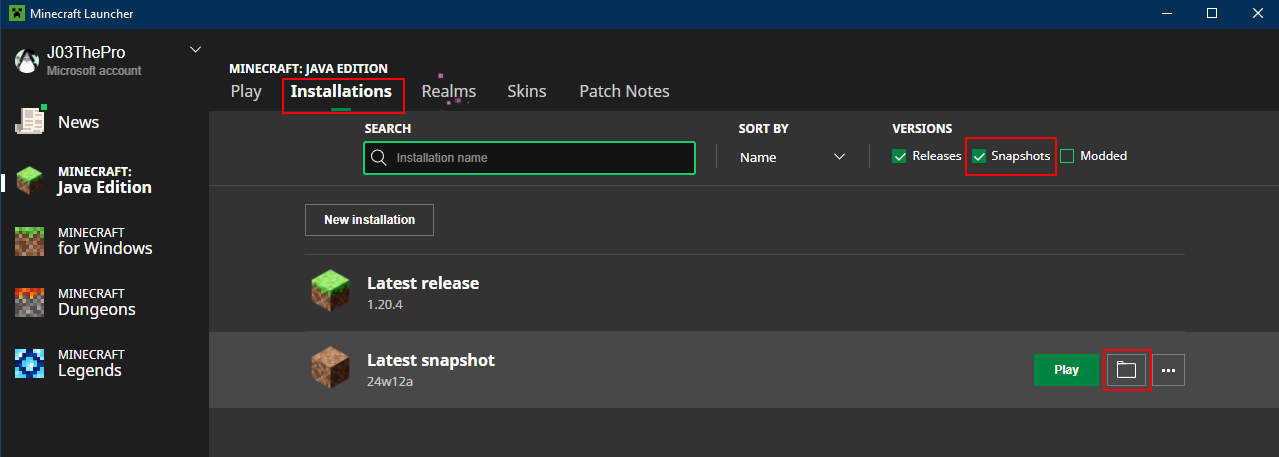 Minecraft Launcher
J03ThePro
Microsoft account
News
MINECRAFT:
Java Edition
MINECRAFT
for Windows
MINECRAFT
Dungeons
MINECRAFT
Legends
MINECRAFT: JAVA EDITION
Play Installations Realms Skins Patch Notes
SEARCH SORT BY VERSIONS
Installation name Name Releases Snapshots Modded
New installation
Latest release
1.20.4
Latest snapshot
24w12a
Play